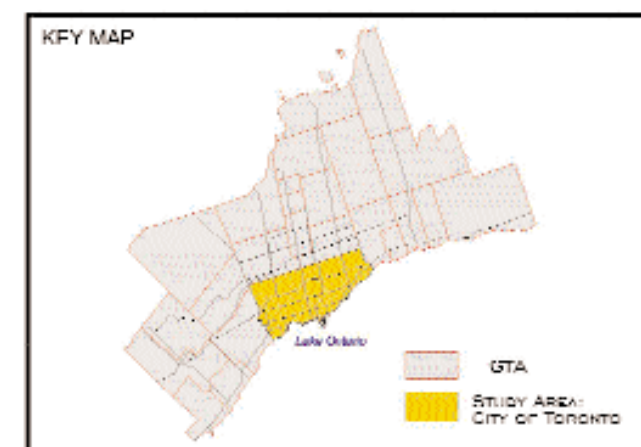 KEY MAP
Lake Ontario
GTA
STUDY AREA:
CITY OF TORONTO